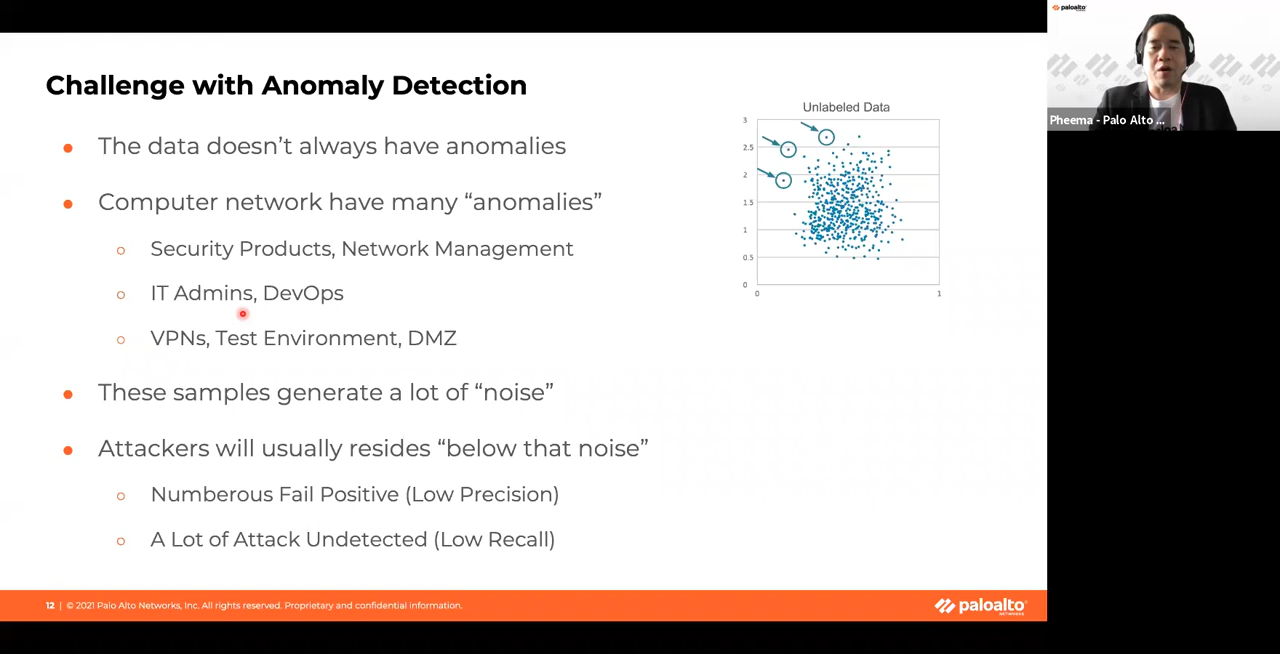 Challenge with Anomaly Detection
The data doesn’t always have anomalies
Computer network have many “anomalies”
Security Products, Network Management
IT Admins, DevOps
VPNs, Test Environment, DMZ
These samples generate a lot of “noise”
Attackers will usually resides “below that noise”
Numberous Fail Positive (Low Precision)
A Lot of Attack Undetected (Low Recall)
Unlabeled Data
3
2.5
2
1.5
1
0.5
0
0 1
12 | © 2021 Palo Alto Networks, Inc. All rights reserved. Proprietary and confidential information.
paloalto
NETWORKS
paloalto
Pheema - Palo Alto ...